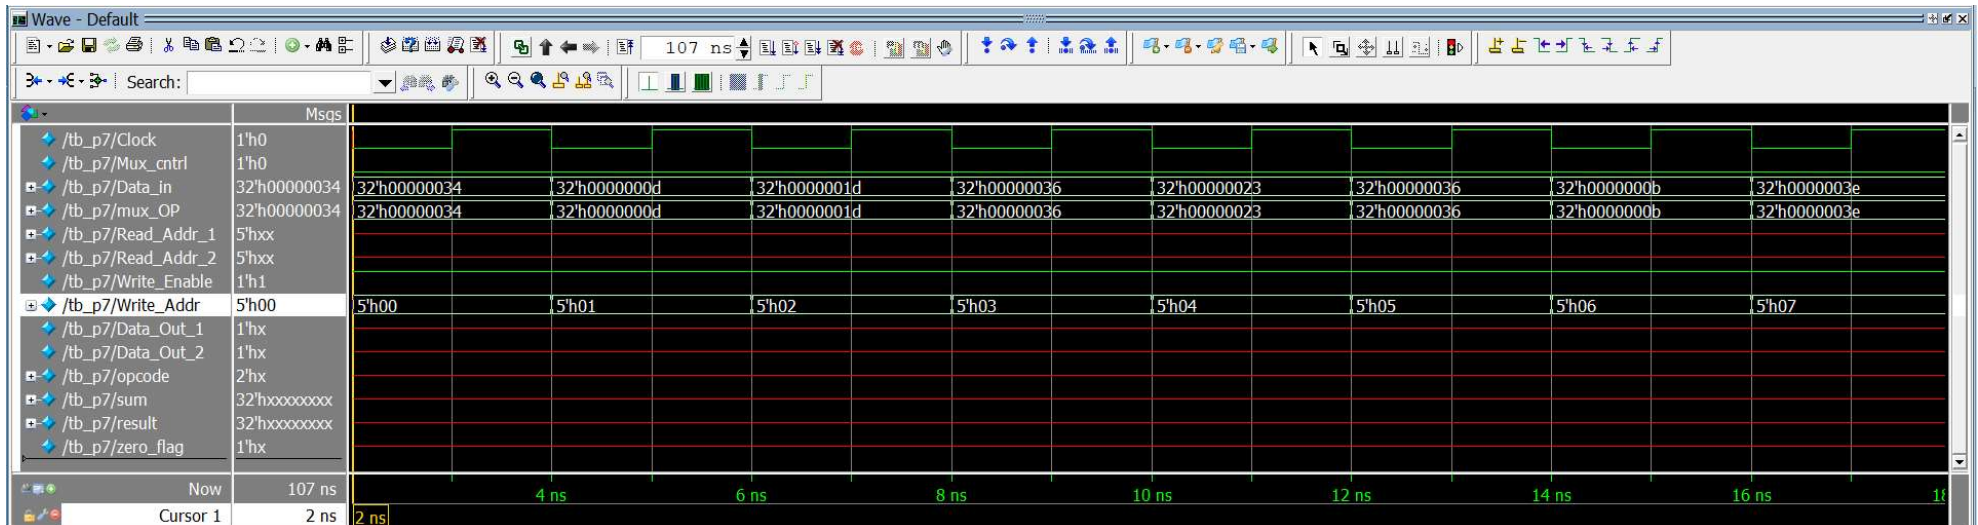 Wave - Default
107 ns
Search:
Msgs
/tb_p7/Clock 1'h0
/tb_p7/Mux_cntrl 1'h0
/tb_p7/Data_in 32'h00000034 32'h00000034 32'h0000000d 32'h0000001d 32'h00000036 32'h00000023 32'h00000036 32'h0000000b 32'h0000003e
/tb_p7/mux_OP 32'h00000034 32'h00000034 32'h0000000d 32'h0000001d 32'h00000036 32'h00000023 32'h00000036 32'h0000000b 32'h0000003e
/tb_p7/Read_Addr_1 5'hxx
/tb_p7/Read_Addr_2 5'hxx
/tb_p7/Write_Enable 1'h1
/tb_p7/Write_Addr 5'h00 5'h00 5'h01 5'h02 5'h03 5'h04 5'h05 5'h06 5'h07
/tb_p7/Data_Out_1 1'hx
/tb_p7/Data_Out_2 1'hx
/tb_p7/opcode 2'hx
/tb_p7/sum 32'hxxxxxxxx
/tb_p7/result 32'hxxxxxxxx
/tb_p7/zero_flag 1'hx
Now 107 ns 4 ns 6 ns 8 ns 10 ns 12 ns 14 ns 16 ns 18
Cursor 1 2 ns 2 ns